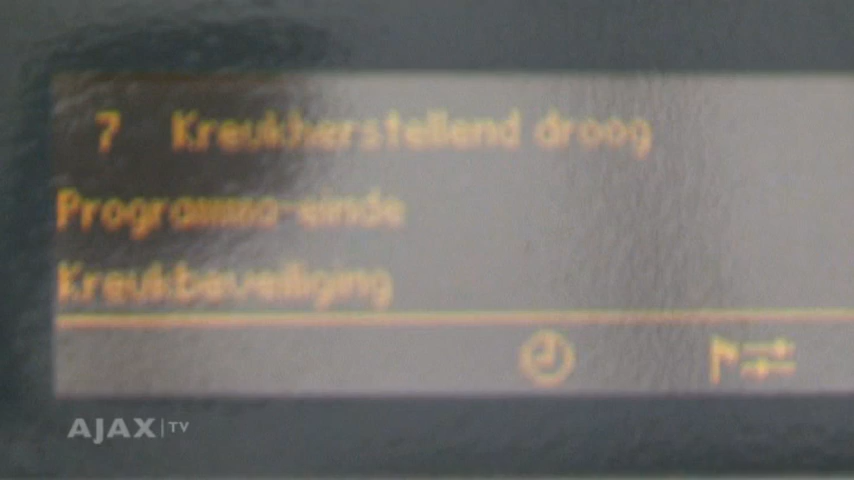 7 Kreukherstellend droog
Programma-einde
Kreukbeveiliging
AJAX TV